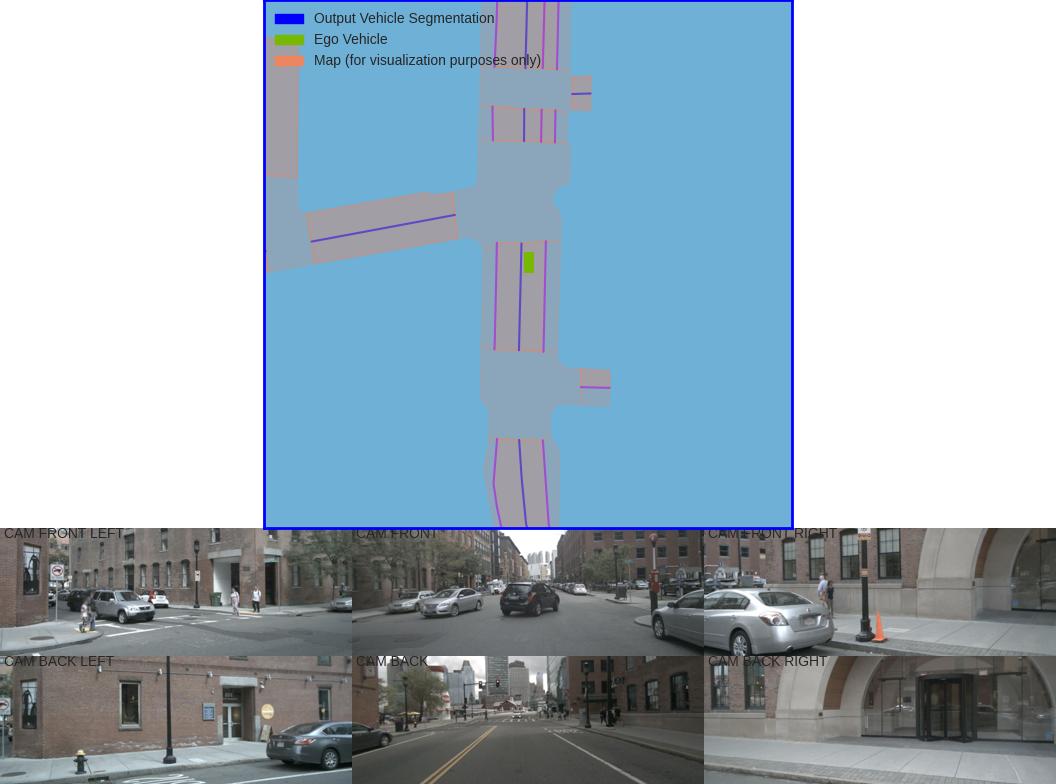 Output Vehicle Segmentation
Ego Vehicle
Map (for visualization purposes only)
CAM FRONT LEFT
CAM FRONT
CAM FRONT RIGHT
CAM BACK LEFT
CAM BACK
CAM BACK RIGHT